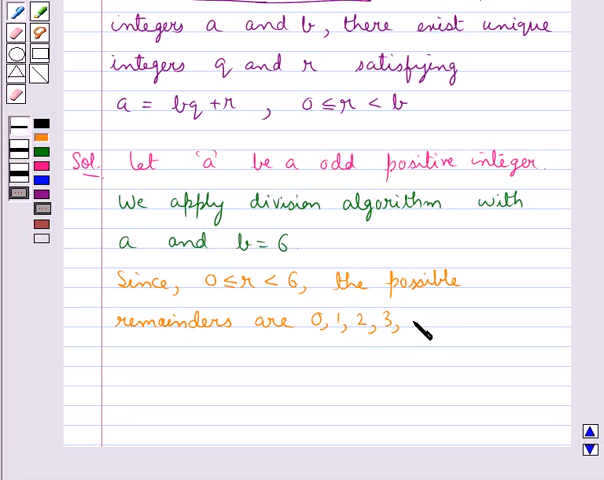 integers a and b, there exist unique
integers q and r satisfying
a = bq + r , 0 ≤ r < b
Sol. Let 'a' be a odd positive integer.
We apply division algorithm with
a and b = 6.
Since, 0 ≤ r < 6, the possible
remainders are 0, 1, 2, 3,